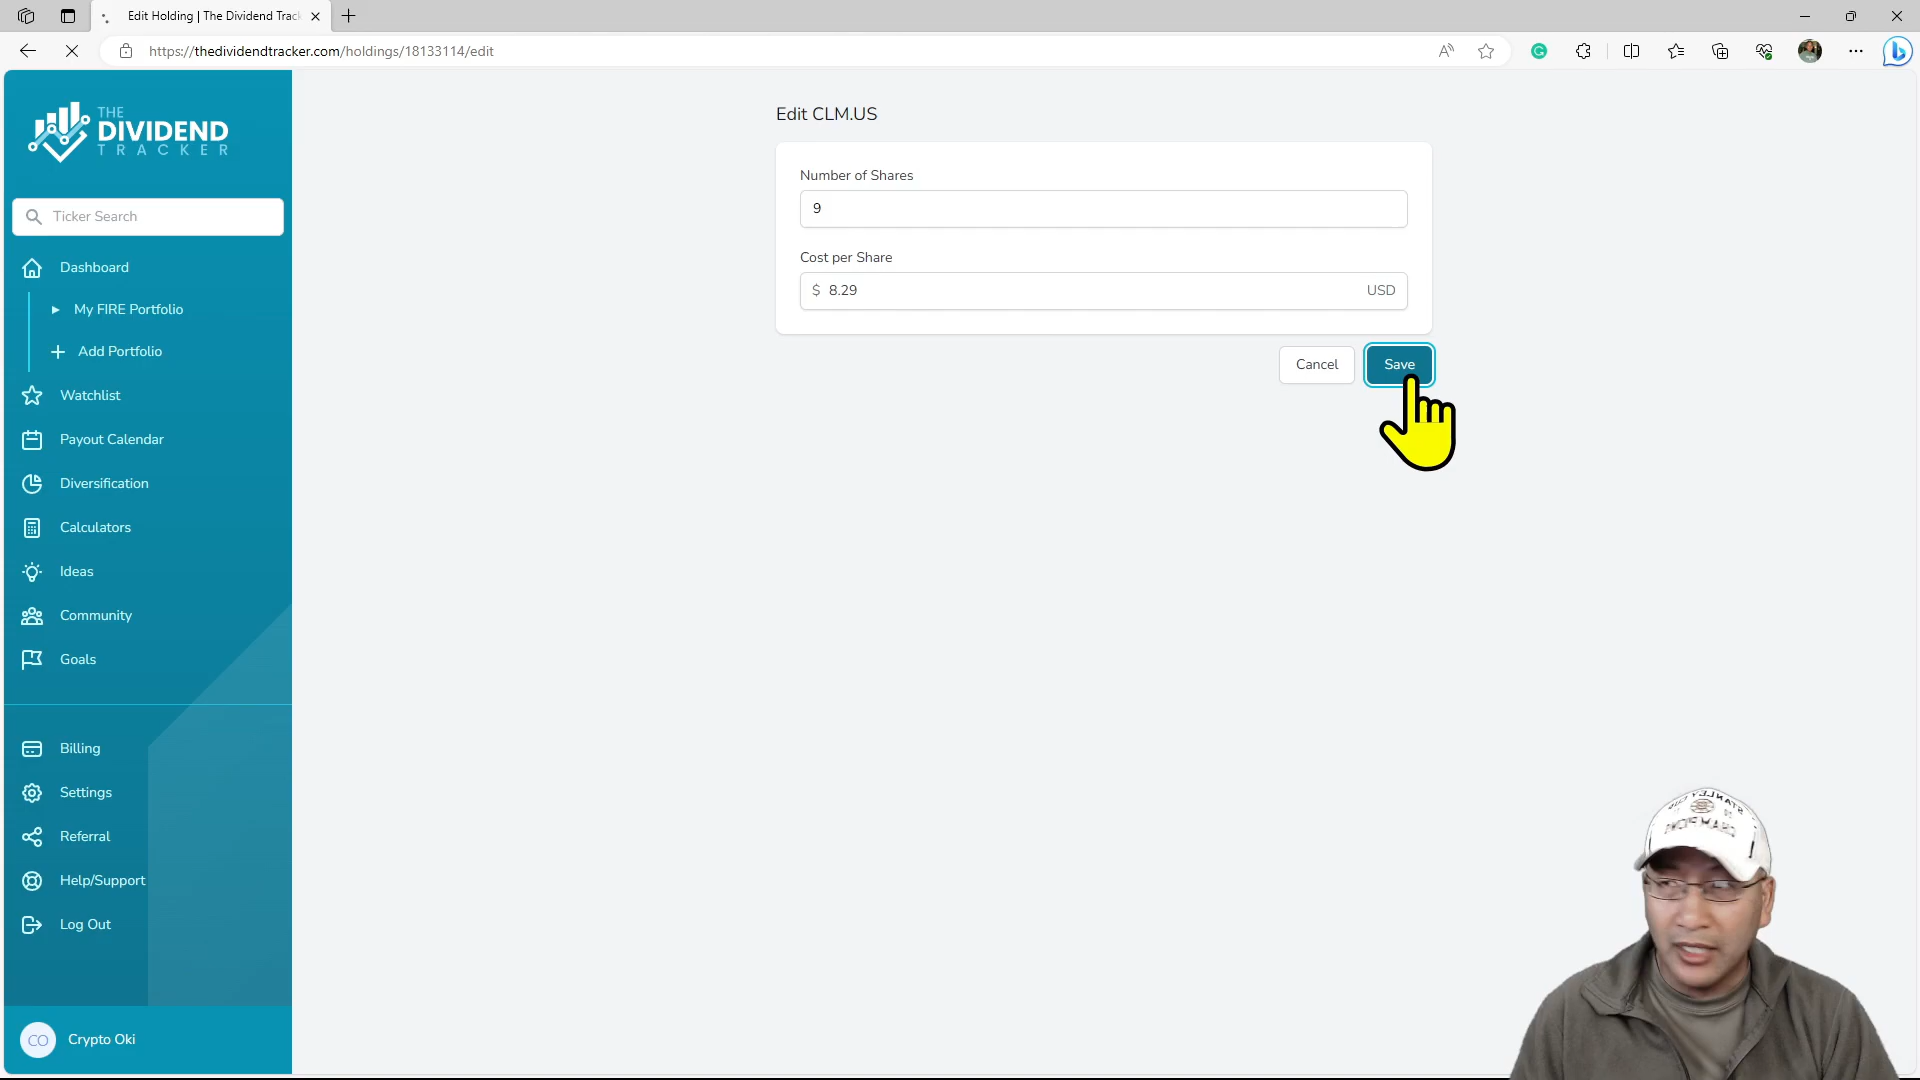 Edit Holding | The Dividend Trac
https://thedividendtracker.com/holdings/18133114/edit
THE
DIVIDEND
TRACKER
Ticker Search
Dashboard
My FIRE Portfolio
Add Portfolio
Watchlist
Payout Calendar
Diversification
Calculators
Ideas
Community
Goals
Billing
Settings
Referral
Help/Support
Log Out
CO
Crypto Oki
Edit CLM.US
Number of Shares
9
Cost per Share
$ 8.29 USD
Cancel
Save